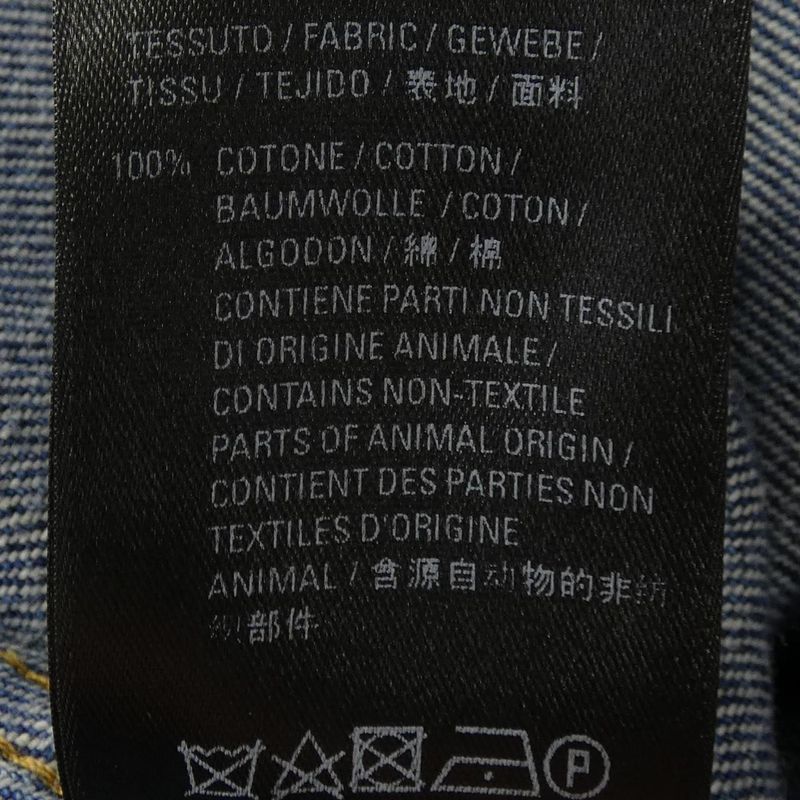 TESSUTO / FABRIC / GEWEBE /
TISSU / TEJIDO / 表地 / 面料
100% COTONE / COTTON /
BAUMWOLLE / COTON /
ALGODON / 綿 / 棉
CONTIENE PARTI NON TESSILI
DI ORIGINE ANIMALE /
CONTAINS NON-TEXTILE
PARTS OF ANIMAL ORIGIN /
CONTIENT DES PARTIES NON
TEXTILES D'ORIGINE
ANIMAL / 含源自动物的非纺
织部件
P